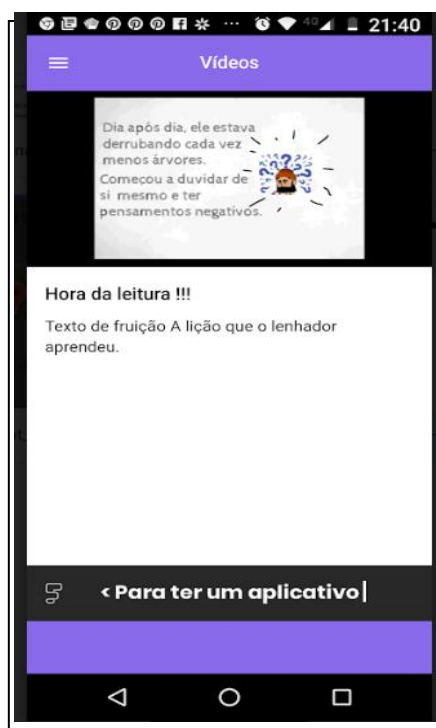 4G 21:40
Vídeos
Dia após dia, ele estava
derrubando cada vez
menos árvores.
Começou a duvidar de
si mesmo e ter
pensamentos negativos.
Hora da leitura !!!
Texto de fruição A lição que o lenhador
aprendeu.
< Para ter um aplicativo